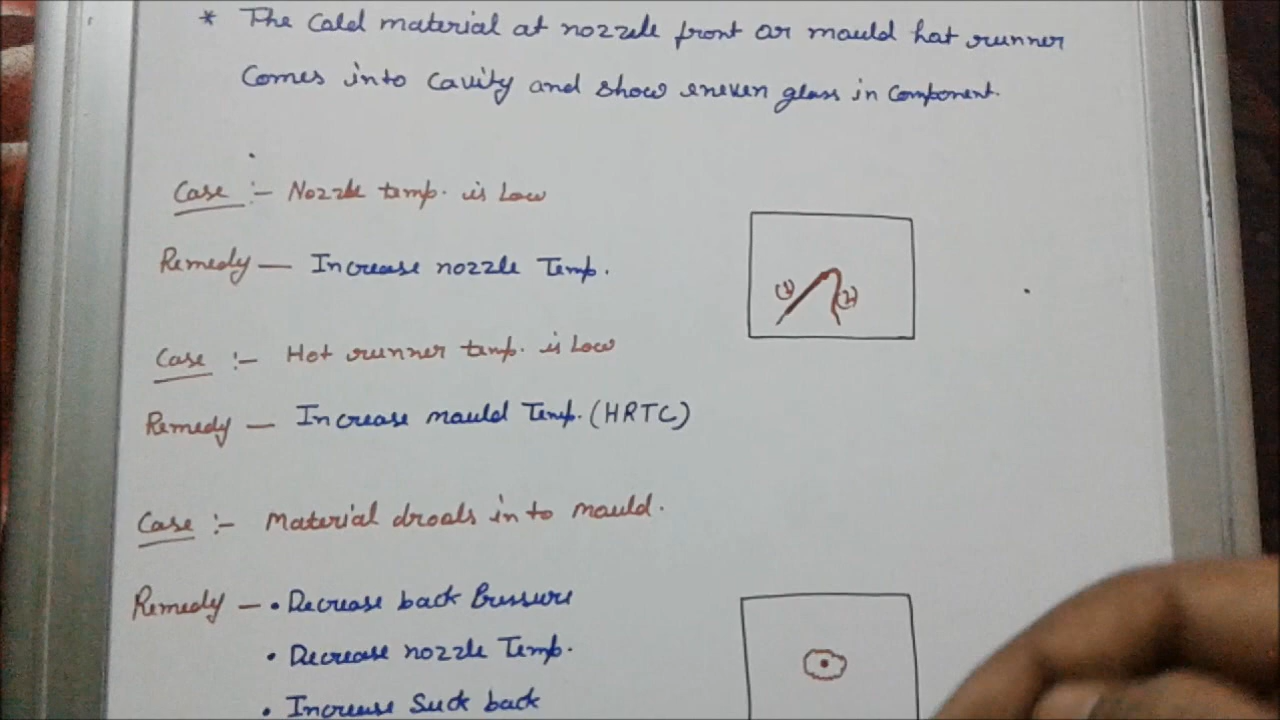 * The Cold material at nozzle front or mould hot runner
Comes into Cavity and show uneven gloss in Component.
Case :- Nozzle temp. is Low
Remedy — Increase nozzle Temp.
(1) (2)
Case :- Hot runner temp. is Low
Remedy — Increase mould Temp. (HRTC)
Case :- Material drools in to mould.
Remedy — • Decrease back Pressure
• Decrease nozzle Temp.
• Increase Suck back